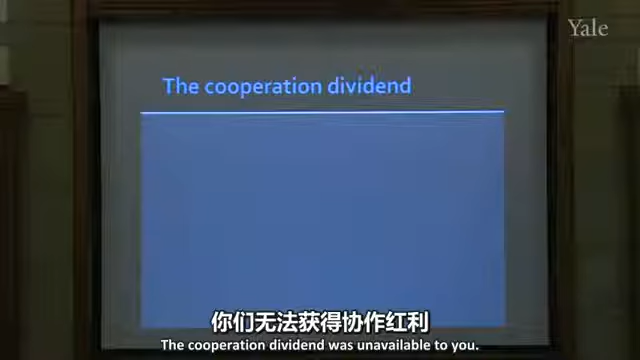 Yale
The cooperation dividend
你们无法获得协作红利
The cooperation dividend was unavailable to you.